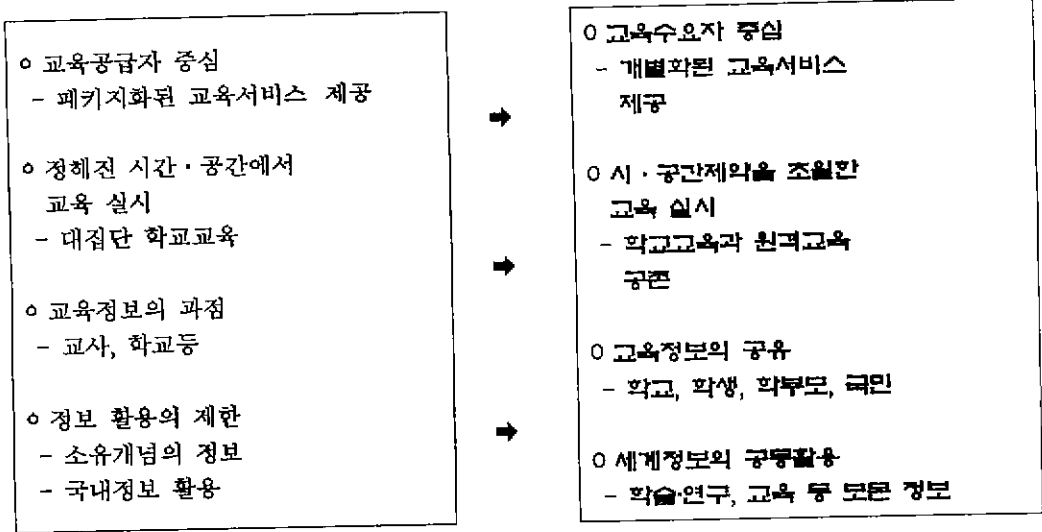 o 교육공급자 중심
- 패키지화된 교육서비스 제공
o 정해진 시간·공간에서
교육 실시
- 대집단 학교교육
o 교육정보의 과점
- 교사, 학교등
o 정보 활용의 제한
- 소유개념의 정보
- 국내정보 활용
➡
➡
➡
o 교육수요자 중심
- 개별화된 교육서비스
제공
o 시·공간제약을 초월한
교육 실시
- 학교교육과 원격교육
공존
o 교육정보의 공유
- 학교, 학생, 학부모, 국민
o 세계정보의 공동활용
- 학술·연구, 교육 등 모든 정보